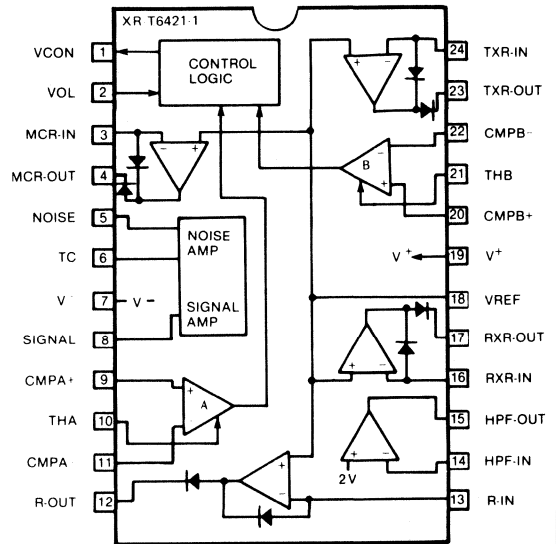 XR T6421-1
VCON 1
VOL 2
MCR-IN 3
MCR-OUT 4
NOISE 5
TC 6
V- 7 V-
SIGNAL 8
CMPA+ 9
THA 10
CMPA 11
R-OUT 12
CONTROL
LOGIC
- +
NOISE
AMP
SIGNAL
AMP
+
A
-
+ -
B
-
+
V+
+ -
+ -
2V
+
-
24 TXR-IN
23 TXR-OUT
22 CMPB-
21 THB
20 CMPB+
19 V+
18 VREF
17 RXR-OUT
16 RXR-IN
15 HPF-OUT
14 HPF-IN
13 R-IN